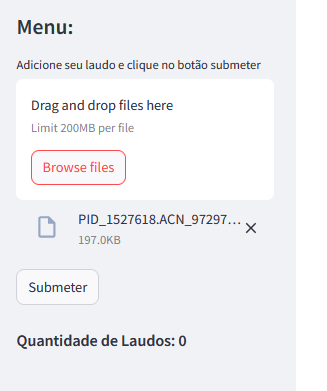 Menu:
Adicione seu laudo e clique no botão submeter
Drag and drop files here
Limit 200MB per file
Browse files
PID_1527618.ACN_97297...
197.0KB
Submeter
Quantidade de Laudos: 0